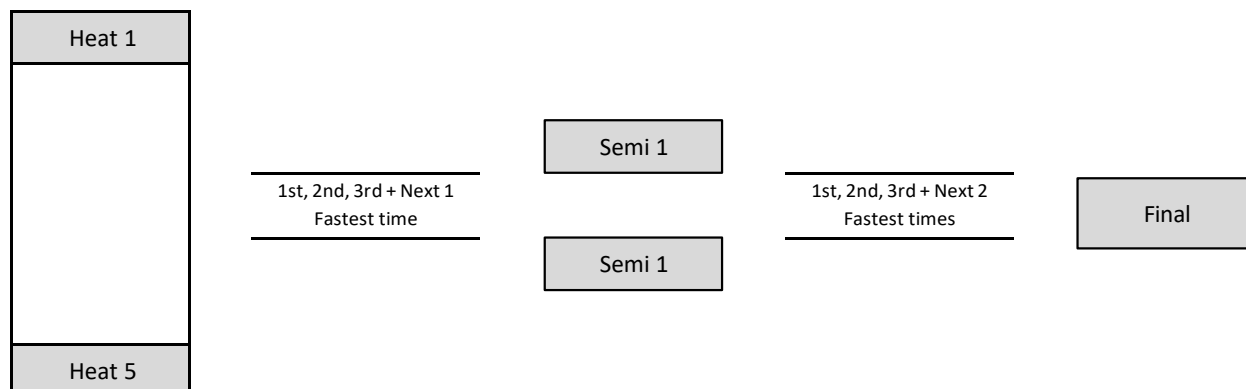 Heat 1
Semi 1
1st, 2nd, 3rd + Next 1
Fastest time
1st, 2nd, 3rd + Next 2
Fastest times
Final
Semi 1
Heat 5